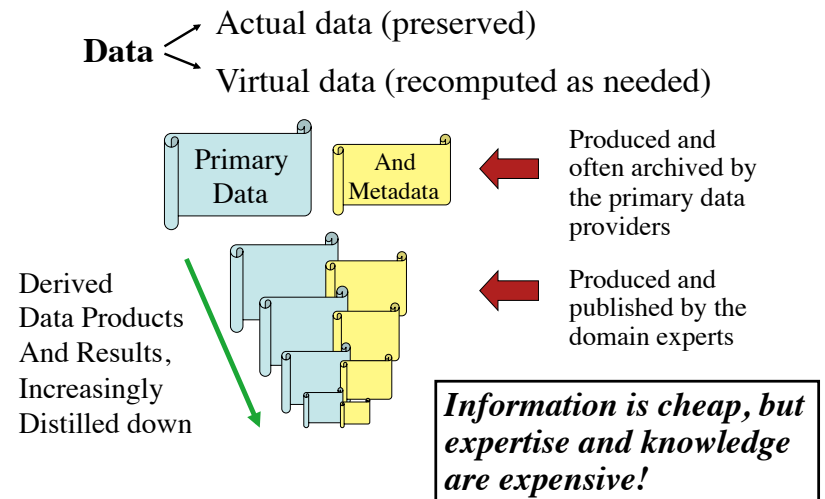 Data
Actual data (preserved)
Virtual data (recomputed as needed)
Primary
Data
And
Metadata
Produced and
often archived by
the primary data
providers
Derived
Data Products
And Results,
Increasingly
Distilled down
Produced and
published by the
domain experts
Information is cheap, but
expertise and knowledge
are expensive!